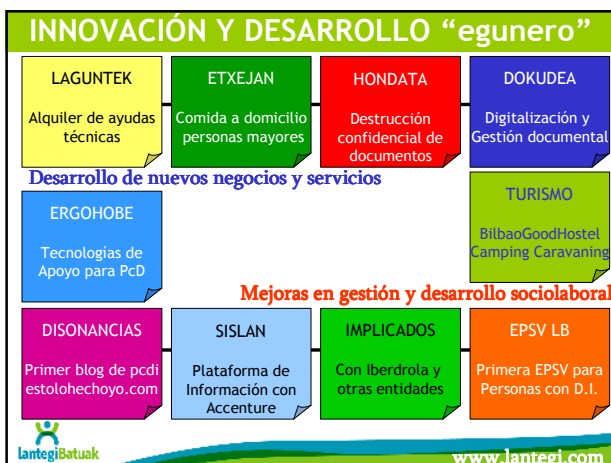 INNOVACIÓN Y DESARROLLO “egunero”
LAGUNTEK
Alquiler de ayudas
técnicas
ETXEJAN
Comida a domicilio
personas mayores
HONDATA
Destrucción
confidencial de
documentos
DOKUDEA
Digitalización y
Gestión documental
Desarrollo de nuevos negocios y servicios
ERGOHOBE
Tecnologías de
Apoyo para PcD
TURISMO
BilbaoGoodHostel
Camping Caravaning
Mejoras en gestión y desarrollo sociolaboral
DISONANCIAS
Primer blog de pcdi
estolohechoyo.com
SISLAN
Plataforma de
Información con
Accenture
IMPLICADOS
Con Iberdrola y
otras entidades
EPSV LB
Primera EPSV para
Personas con D.I.
lantegiBatuak
www.lantegi.com